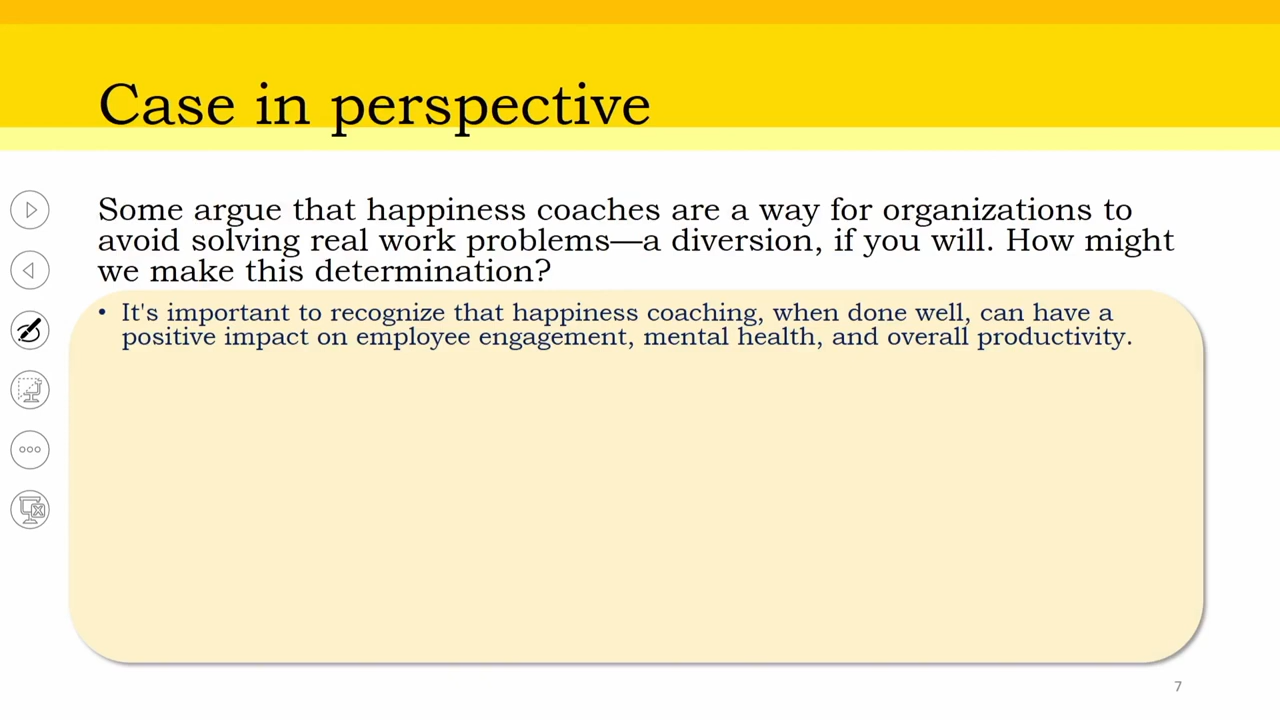 Case in perspective
Some argue that happiness coaches are a way for organizations to
avoid solving real work problems—a diversion, if you will. How might
we make this determination?
• It's important to recognize that happiness coaching, when done well, can have a
positive impact on employee engagement, mental health, and overall productivity.
7